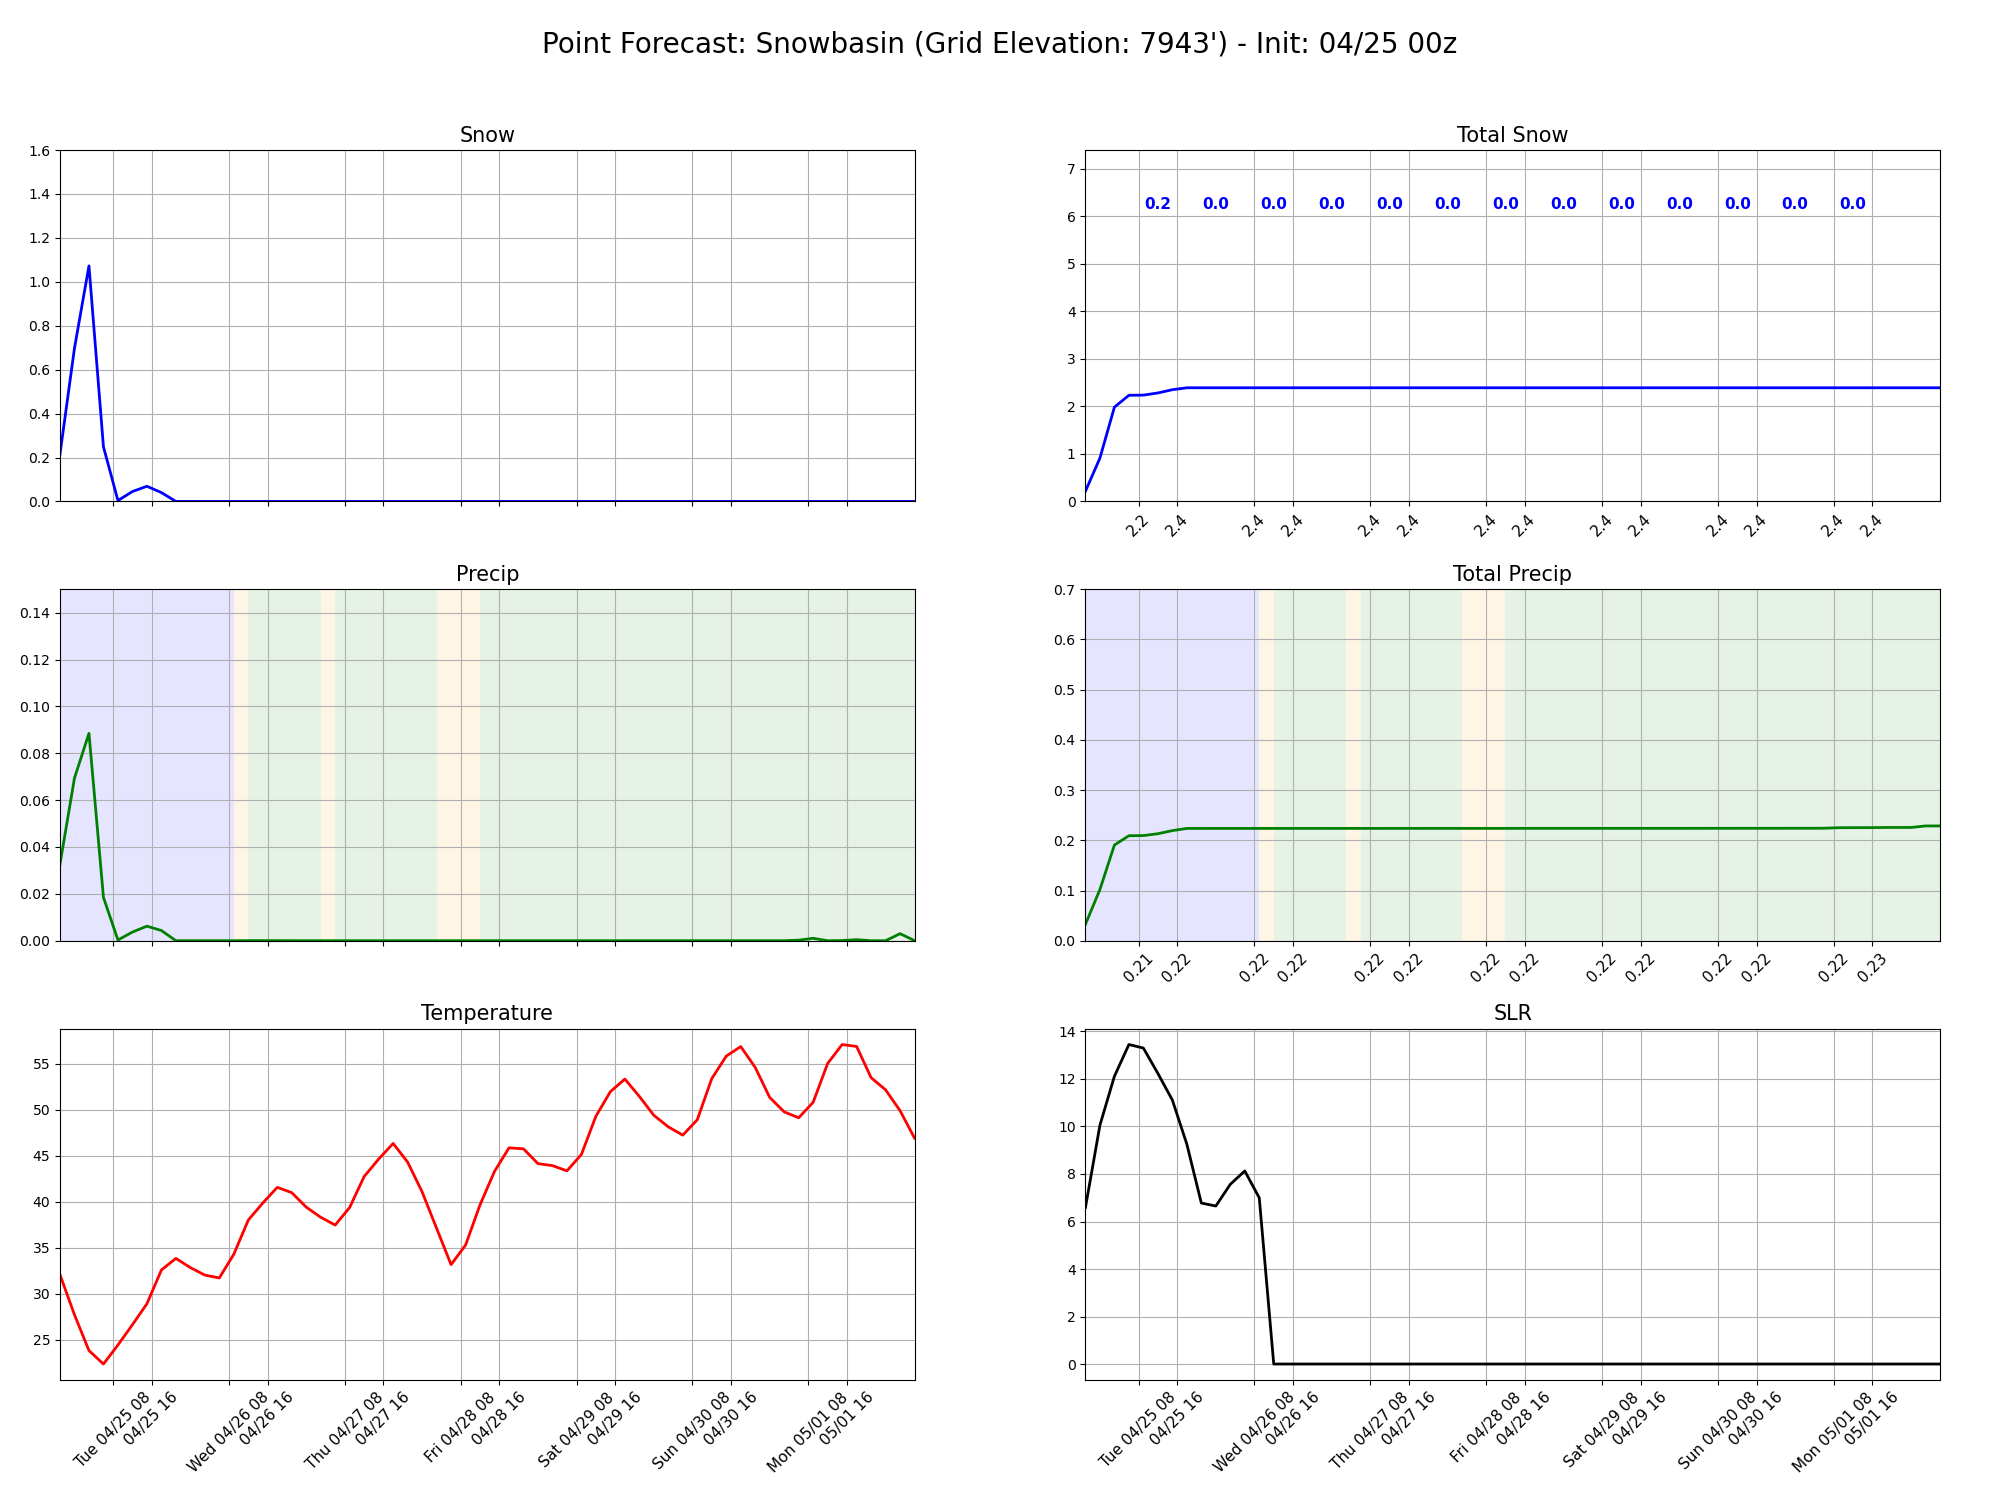 Point Forecast: Snowbasin (Grid Elevation: 7943') - Init: 04/25 00z
Snow
1.6
1.4
1.2
1.0
0.8
0.6
0.4
0.2
0.0
Total Snow
7
6
5
4
3
2
1
0
0.2 0.0 0.0 0.0 0.0 0.0 0.0 0.0 0.0 0.0 0.0 0.0 0.0
2.2 2.4 2.4 2.4 2.4 2.4 2.4 2.4 2.4 2.4 2.4 2.4 2.4 2.4
Precip
0.14
0.12
0.10
0.08
0.06
0.04
0.02
0.00
Total Precip
0.7
0.6
0.5
0.4
0.3
0.2
0.1
0.0
0.21 0.22 0.22 0.22 0.22 0.22 0.22 0.22 0.22 0.22 0.22 0.22 0.22 0.23
Temperature
55
50
45
40
35
30
25
Tue 04/25 08
04/25 16
Wed 04/26 08
04/26 16
Thu 04/27 08
04/27 16
Fri 04/28 08
04/28 16
Sat 04/29 08
04/29 16
Sun 04/30 08
04/30 16
Mon 05/01 08
05/01 16
SLR
14
12
10
8
6
4
2
0
Tue 04/25 08
04/25 16
Wed 04/26 08
04/26 16
Thu 04/27 08
04/27 16
Fri 04/28 08
04/28 16
Sat 04/29 08
04/29 16
Sun 04/30 08
04/30 16
Mon 05/01 08
05/01 16